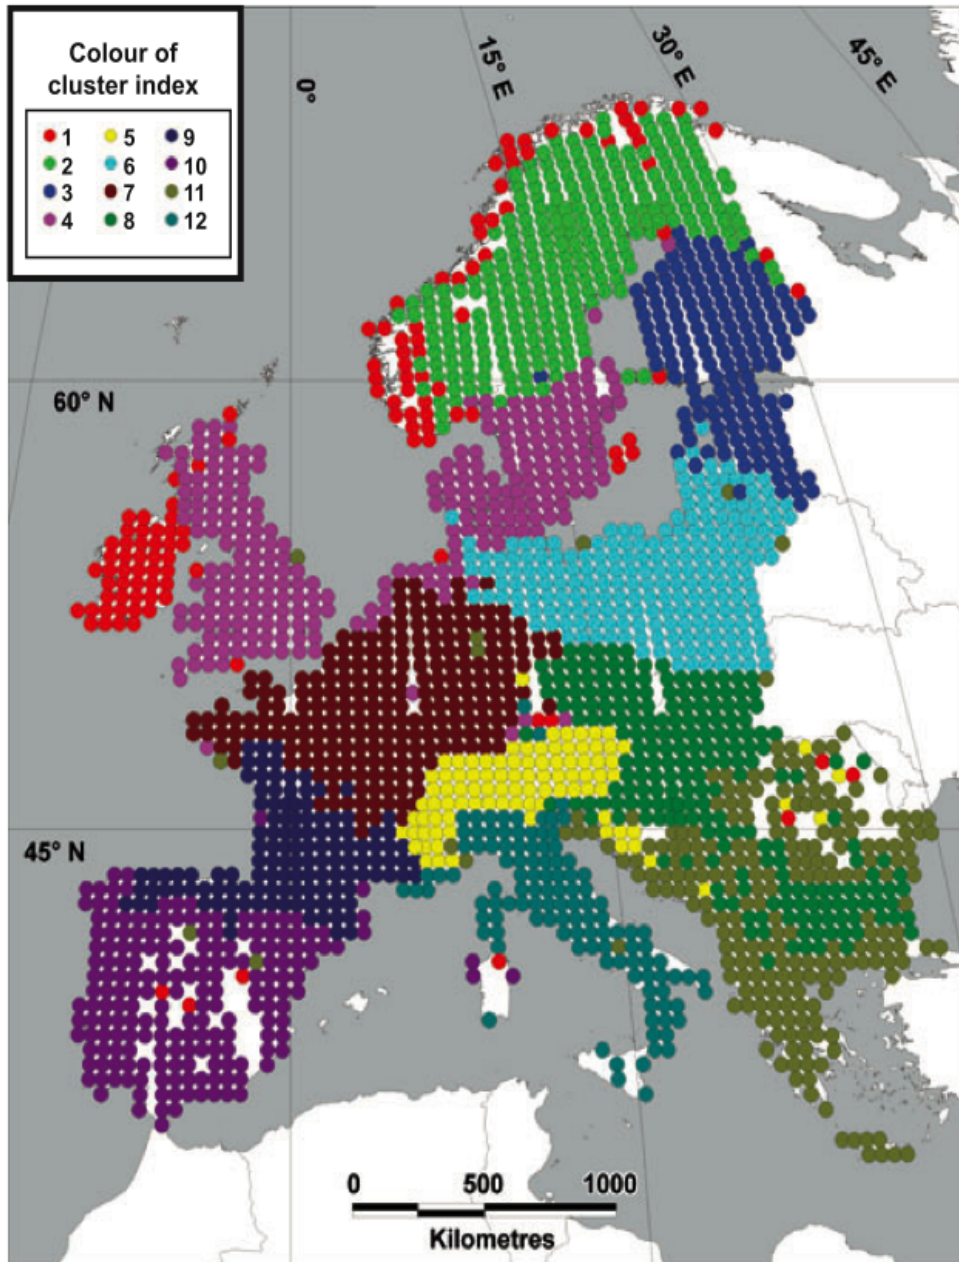 Colour of
cluster index
1 5 9
2 6 10
3 7 11
4 8 12
0°
15° E
30° E
45° E
60° N
45° N
0 500 1000
Kilometres